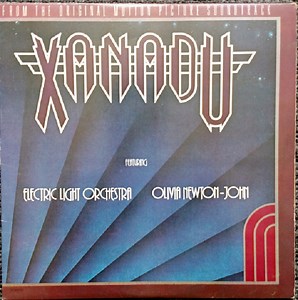 FROM THE ORIGINAL MOTION PICTURE SOUNDTRACK
XANADU
FEATURING
ELECTRIC LIGHT ORCHESTRA OLIVIA NEWTON-JOHN